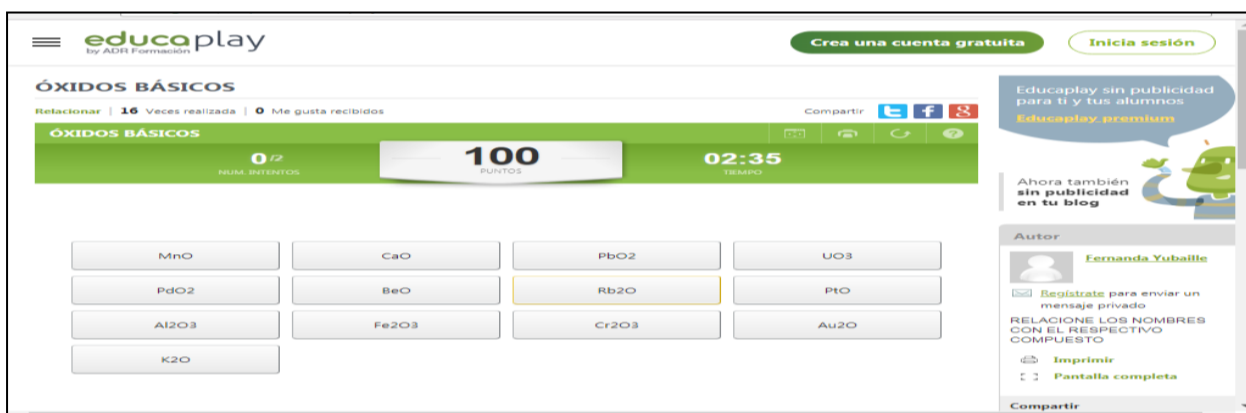 educaplay
by ADR Formación
Crea una cuenta gratuita
Inicia sesión
ÓXIDOS BÁSICOS
Relacionar | 16 Veces realizada | 0 Me gusta recibidos
Compartir
ÓXIDOS BÁSICOS
0/2
NUM. INTENTOS
100
PUNTOS
02:35
TIEMPO
MnO CaO PbO2 UO3
PdO2 BeO Rb2O PtO
Al2O3 Fe2O3 Cr2O3 Au2O
K2O
Educaplay sin publicidad
para ti y tus alumnos
Educaplay premium
Ahora también
sin publicidad
en tu blog
Autor
Fernanda Yubaille
Regístrate para enviar un
mensaje privado
RELACIONE LOS NOMBRES
CON EL RESPECTIVO
COMPUESTO
Imprimir
Pantalla completa
Compartir